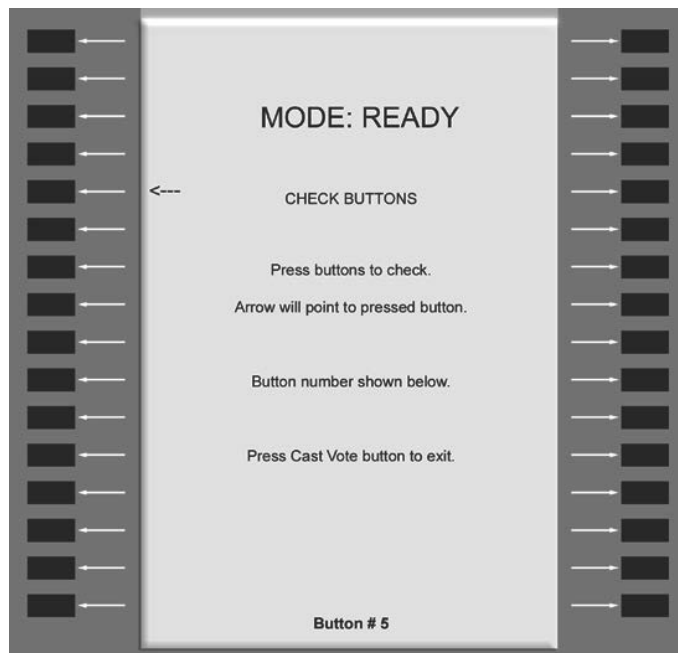 MODE: READY
<--- CHECK BUTTONS
Press buttons to check.
Arrow will point to pressed button.
Button number shown below.
Press Cast Vote button to exit.
Button # 5